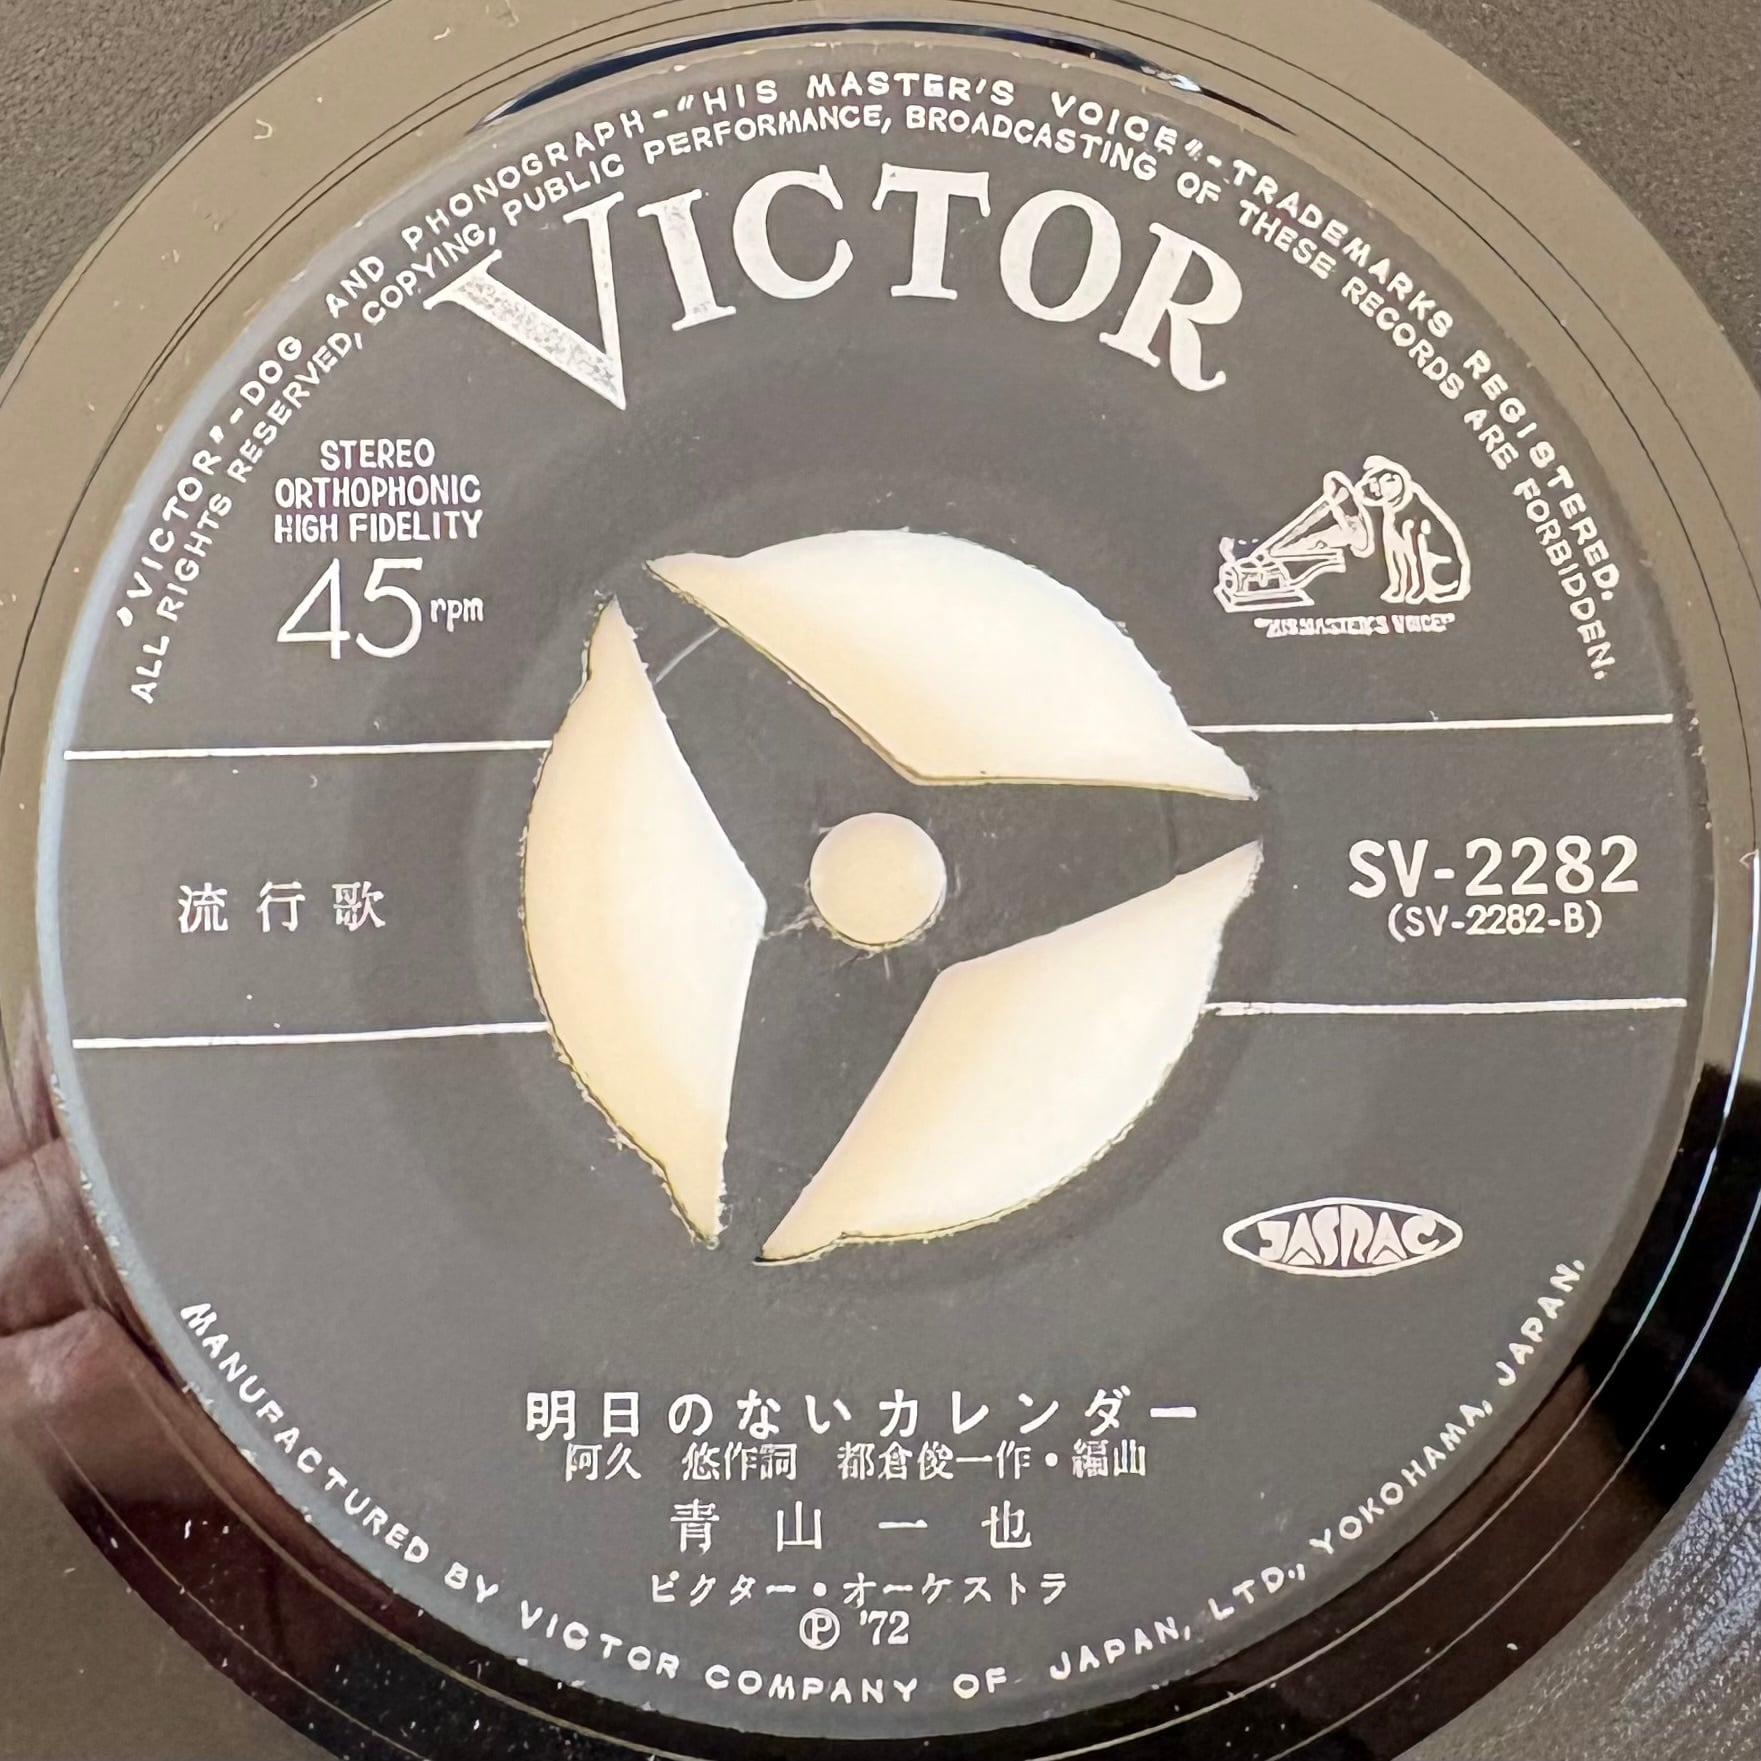 "VICTOR"-DOG AND PHONOGRAPH-"HIS MASTER'S VOICE"-TRADEMARKS REGISTERED.
ALL RIGHTS RESERVED, COPYING, PUBLIC PERFORMANCE, BROADCASTING OF THESE RECORDS ARE FORBIDDEN.
VICTOR
STEREO
ORTHOPHONIC
HIGH FIDELITY
45 rpm
"HIS MASTER'S VOICE"
流行歌
SV-2282
(SV-2282-B)
JASRAC
明日のないカレンダー
阿久 悠作詞 都倉俊一作・編曲
青山一也
ビクター・オーケストラ
Ⓟ '72
MANUFACTURED BY VICTOR COMPANY OF JAPAN, LTD., YOKOHAMA, JAPAN.